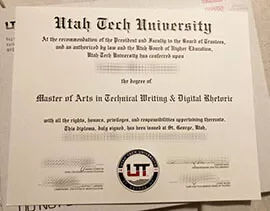 Utah Tech University
At the recommendation of the President and Faculty to the Board of Trustees,
and as authorized by law and the Utah Board of Higher Education,
Utah Tech University has conferred upon
the degree of
Master of Arts in Technical Writing & Digital Rhetoric
with all the rights, honors, privileges, and responsibilities appertaining thereunto.
This diploma, duly signed, has been issued at St. George, Utah.
UT
DO NOT